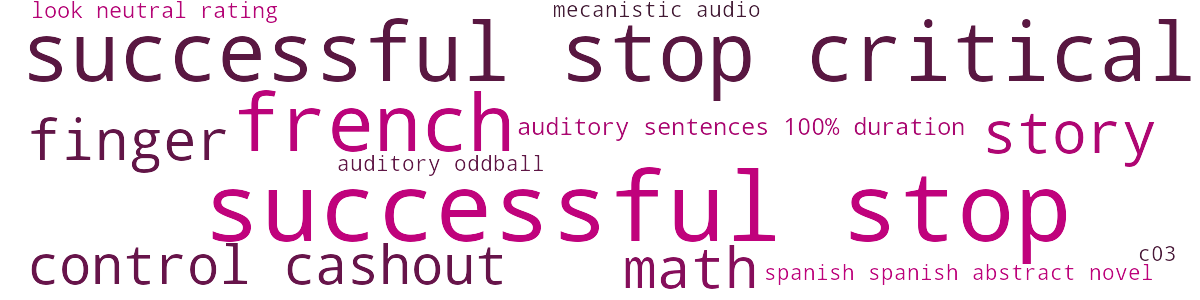 look neutral rating
mecanistic audio
successful stop critical
finger
french
auditory sentences 100% duration
story
auditory oddball
successful stop
control cashout
math
c03
spanish spanish abstract novel